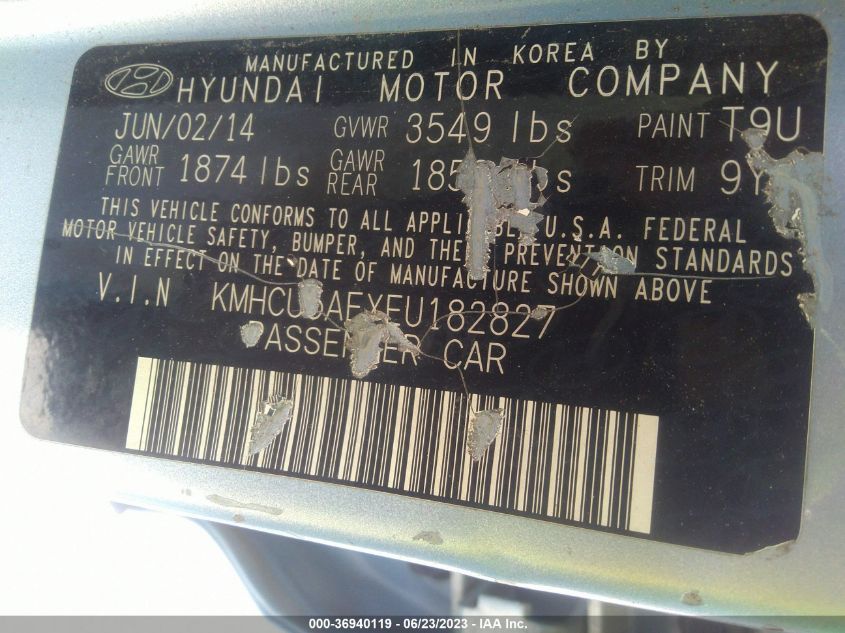 MANUFACTURED IN KOREA BY
HYUNDAI MOTOR COMPANY
JUN/02/14 GVWR 3549 lbs PAINT T9U
GAWR FRONT 1874 lbs GAWR REAR TRIM
THIS VEHICLE CONFORMS TO ALL U.S.A. FEDERAL
MOTOR VEHICLE SAFETY, BUMPER, AND THEFT PREVENTION STANDARDS
IN EFFECT ON THE DATE OF MANUFACTURE SHOWN ABOVE
V.I.N
CAR
000-36940119 - 06/23/2023 - IAA Inc.